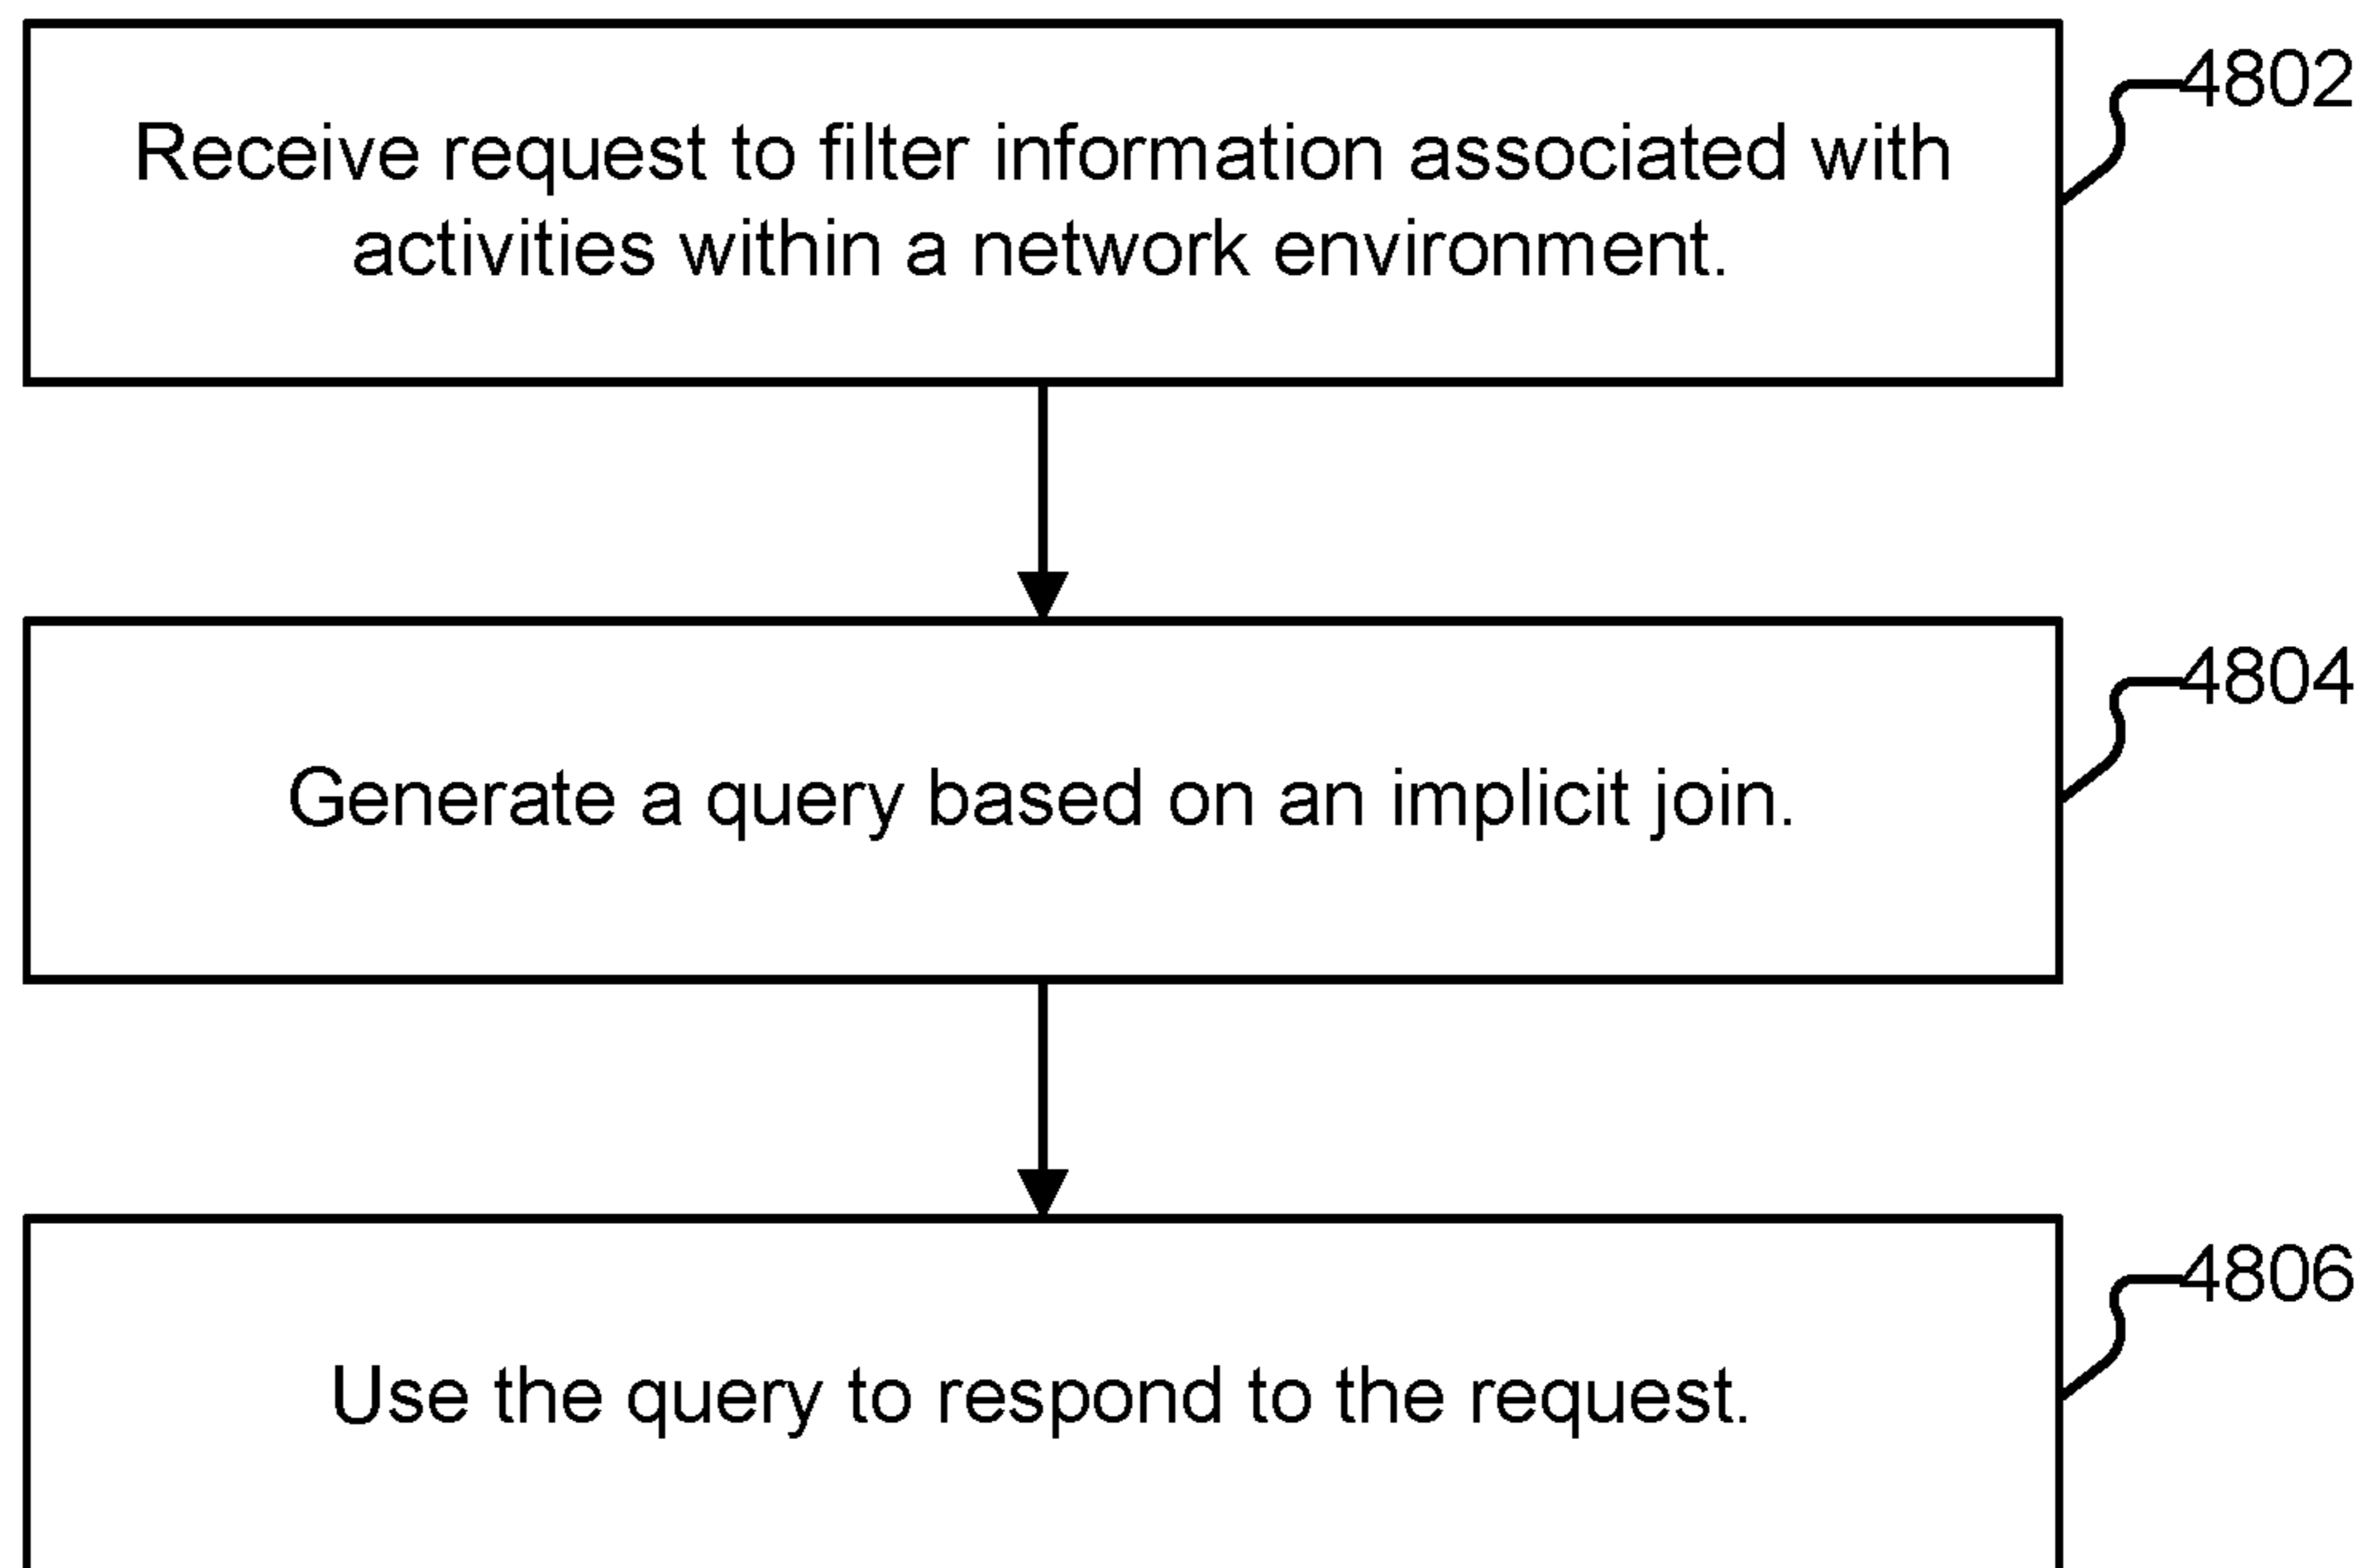 4802
Receive request to filter information associated with
activities within a network environment.
4804
Generate a query based on an implicit join.
4806
Use the query to respond to the request.